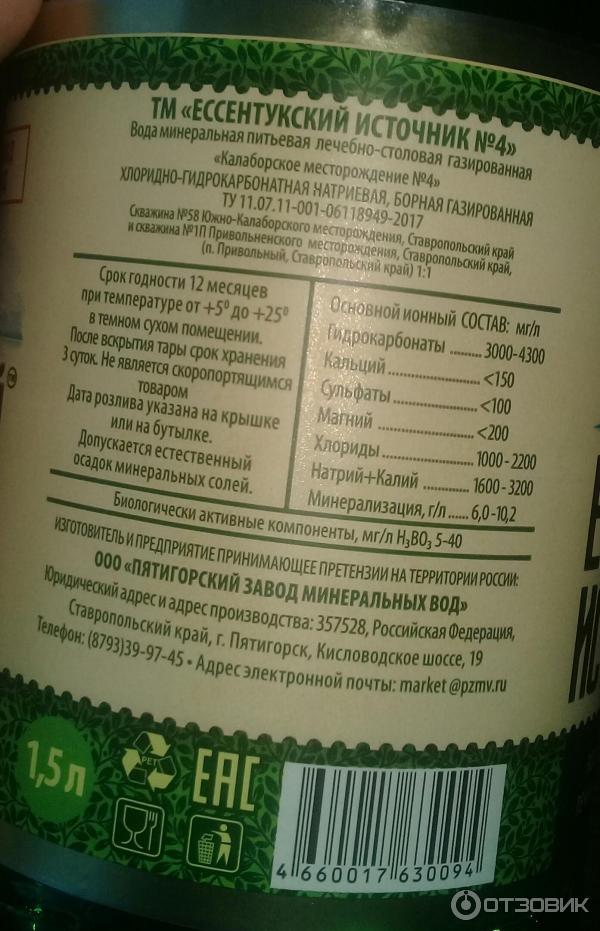 ТМ «ЕССЕНТУКСКИЙ ИСТОЧНИК №4»
Вода минеральная питьевая лечебно-столовая газированная
«Калаборское месторождение №4»
ХЛОРИДНО-ГИДРОКАРБОНАТНАЯ НАТРИЕВАЯ, БОРНАЯ ГАЗИРОВАННАЯ
ТУ 11.07.11-001-06118949-2017
Скважина №58 Южно-Калаборского месторождения, Ставропольский край
и скважина №1П Привольненского месторождения, Ставропольский край,
(п. Привольный, Ставропольский край) 1:1
Срок годности 12 месяцев
при температуре от +5⁰ до +25⁰
в темном сухом помещении.
После вскрытия тары срок хранения
3 суток. Не является скоропортящимся
товаром
Дата розлива указана на крышке
или на бутылке.
Допускается естественный
осадок минеральных солей.
Основной ионный СОСТАВ: мг/л
Гидрокарбонаты ........ 3000-4300
Кальций ........ <150
Сульфаты ........ <100
Магний ........ <200
Хлориды ........ 1000-2200
Натрий+Калий ........ 1600-3200
Минерализация, г/л ...... 6,0-10,2
Биологически активные компоненты, мг/л H₃BO₃ 5-40
ИЗГОТОВИТЕЛЬ И ПРЕДПРИЯТИЕ ПРИНИМАЮЩЕЕ ПРЕТЕНЗИИ НА ТЕРРИТОРИИ РОССИИ:
ООО «ПЯТИГОРСКИЙ ЗАВОД МИНЕРАЛЬНЫХ ВОД»
Юридический адрес и адрес производства: 357528, Российская Федерация,
Ставропольский край, г. Пятигорск, Кисловодское шоссе, 19
Телефон: (8793)39-97-45 • Адрес электронной почты: market @pzmv.ru
1,5 л
PET
ЕАС
4 660017 630094
ОТЗОВИК